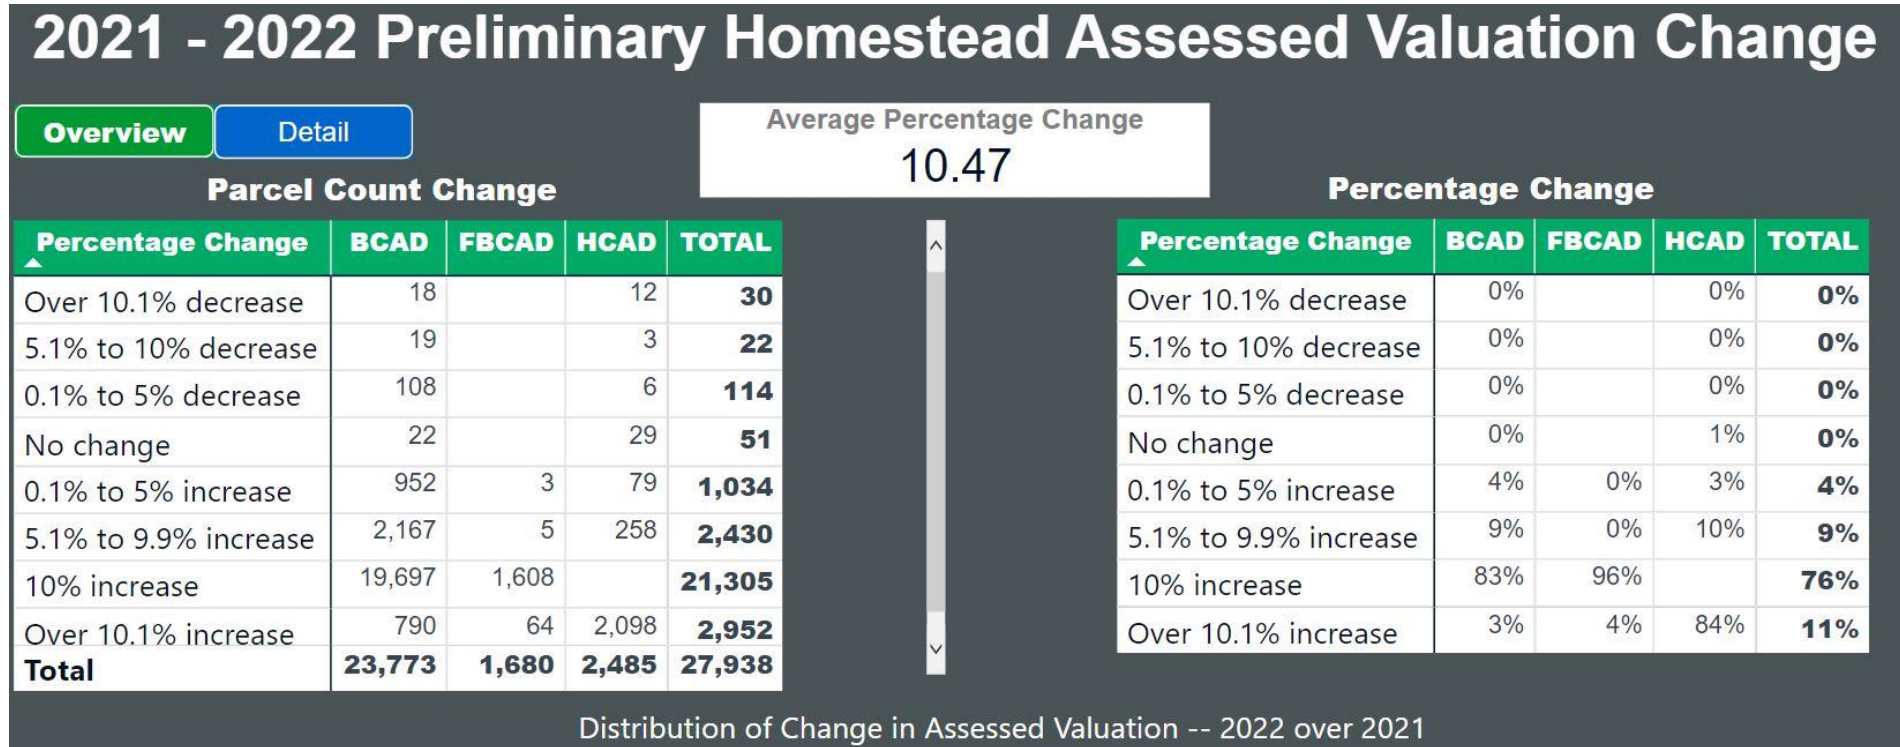 2021 - 2022 Preliminary Homestead Assessed Valuation Change
Overview Detail
Average Percentage Change
10.47
Parcel Count Change
Percentage Change BCAD FBCAD HCAD TOTAL
Over 10.1% decrease 18 12 30
5.1% to 10% decrease 19 3 22
0.1% to 5% decrease 108 6 114
No change 22 29 51
0.1% to 5% increase 952 3 79 1,034
5.1% to 9.9% increase 2,167 5 258 2,430
10% increase 19,697 1,608 21,305
Over 10.1% increase 790 64 2,098 2,952
Total 23,773 1,680 2,485 27,938
Percentage Change
Percentage Change BCAD FBCAD HCAD TOTAL
Over 10.1% decrease 0% 0% 0%
5.1% to 10% decrease 0% 0% 0%
0.1% to 5% decrease 0% 0% 0%
No change 0% 1% 0%
0.1% to 5% increase 4% 0% 3% 4%
5.1% to 9.9% increase 9% 0% 10% 9%
10% increase 83% 96% 76%
Over 10.1% increase 3% 4% 84% 11%
Distribution of Change in Assessed Valuation -- 2022 over 2021